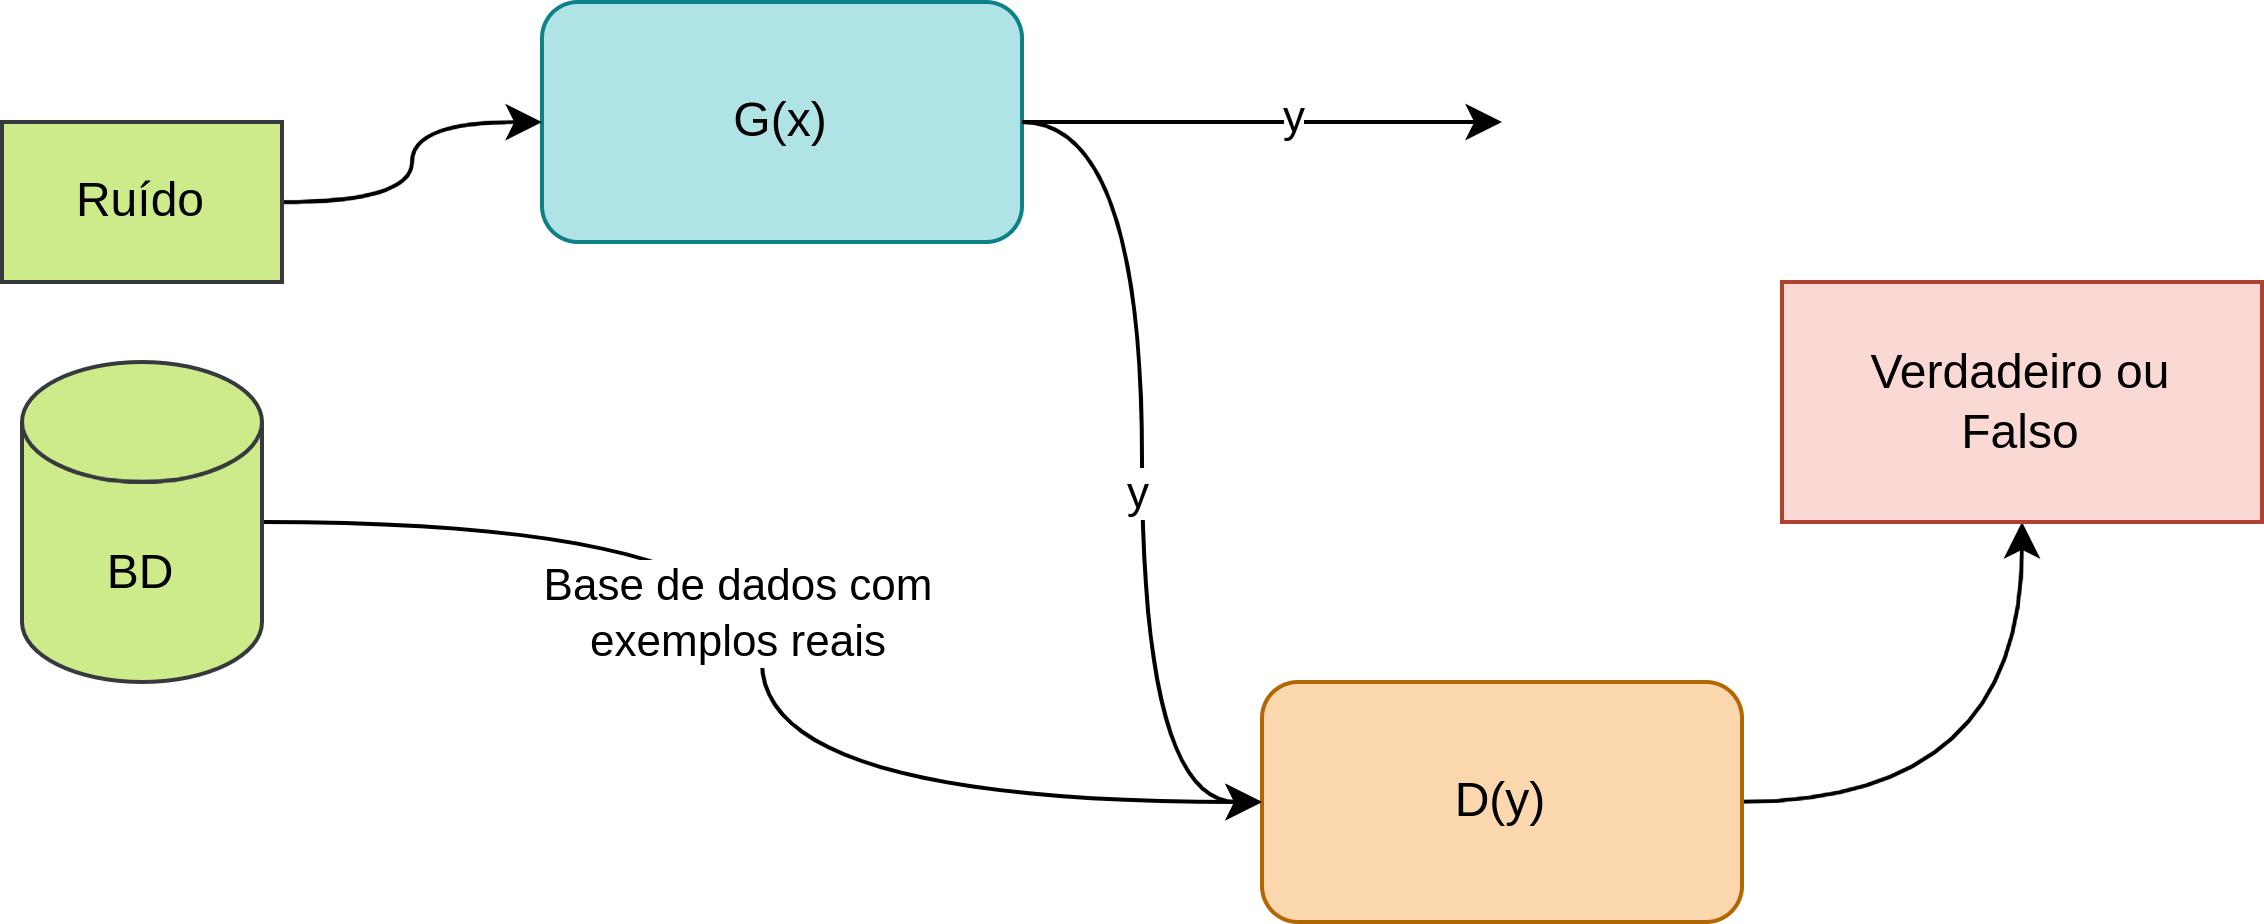 G(x)
y
Ruído
Verdadeiro ou
Falso
y
BD
Base de dados com
exemplos reais
D(y)